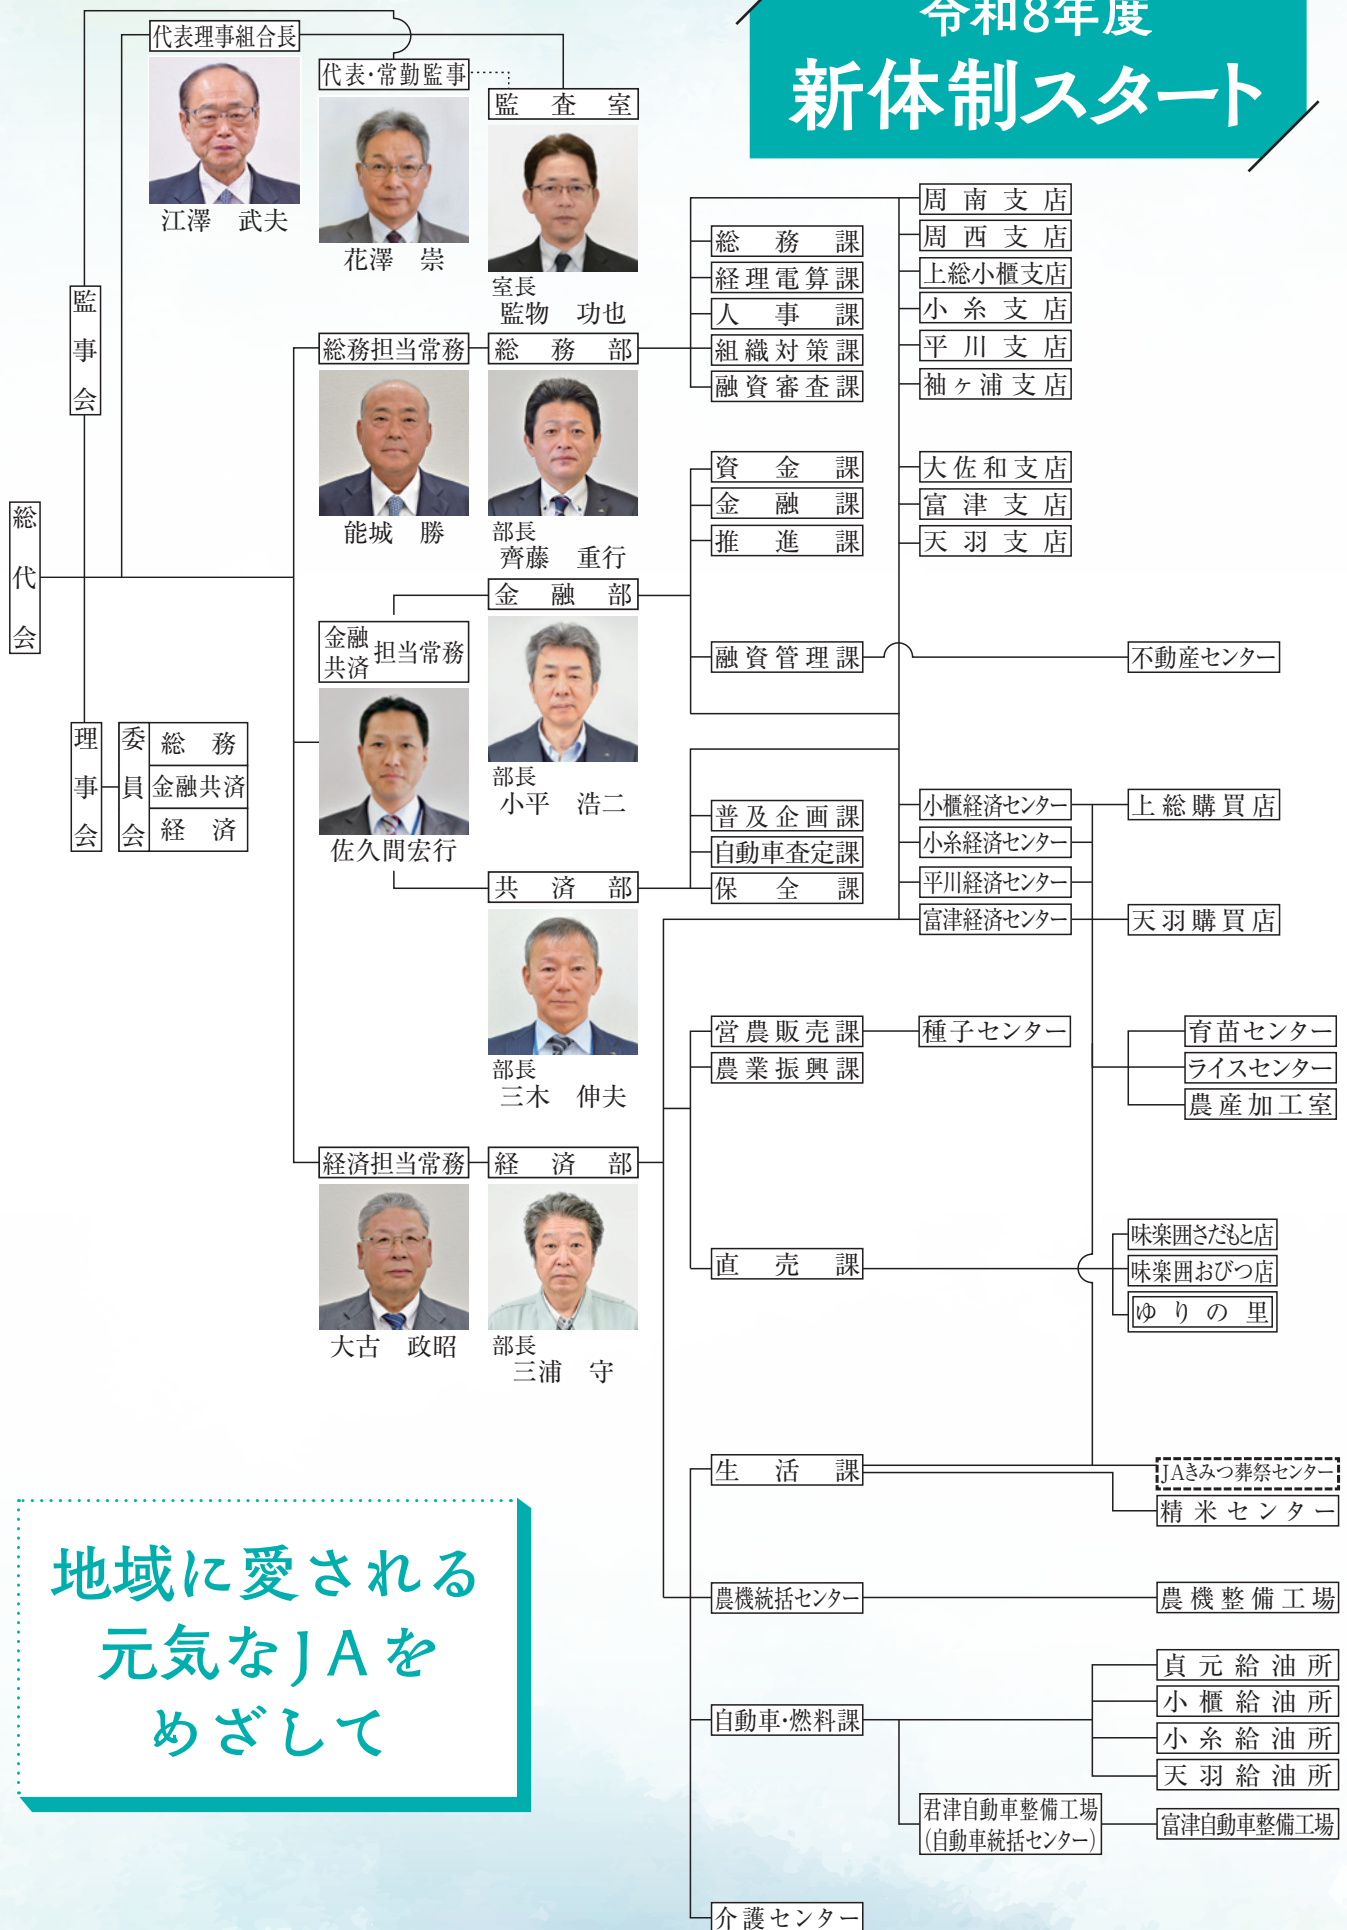 令和8年度
新体制スタート
代表理事組合長
江澤 武夫
代表・常勤監事
花澤 崇
監査室
室長
監物 功也
監事会
総代会
理事会
委員会
総務
金融共済
経済
総務担当常務
能城 勝
総務部
部長
齊藤 重行
総務課
経理電算課
人事課
組織対策課
融資審査課
周南支店
周西支店
上総小櫃支店
小糸支店
平川支店
袖ヶ浦支店
大佐和支店
富津支店
天羽支店
金融共済担当常務
佐久間宏行
金融部
部長
小平 浩二
資金課
金融課
推進課
融資管理課
不動産センター
共済部
部長
三木 伸夫
普及企画課
自動車査定課
保全課
小櫃経済センター
小糸経済センター
平川経済センター
富津経済センター
上総購買店
天羽購買店
経済担当常務
大古 政昭
経済部
部長
三浦 守
営農販売課
種子センター
農業振興課
育苗センター
ライスセンター
農産加工室
直売課
味楽囲さだもと店
味楽囲おびつ店
ゆりの里
生活課
JAきみつ葬祭センター
精米センター
農機統括センター
農機整備工場
自動車・燃料課
貞元給油所
小櫃給油所
小糸給油所
天羽給油所
君津自動車整備工場
(自動車統括センター)
富津自動車整備工場
介護センター
地域に愛される
元気なJAを
めざして